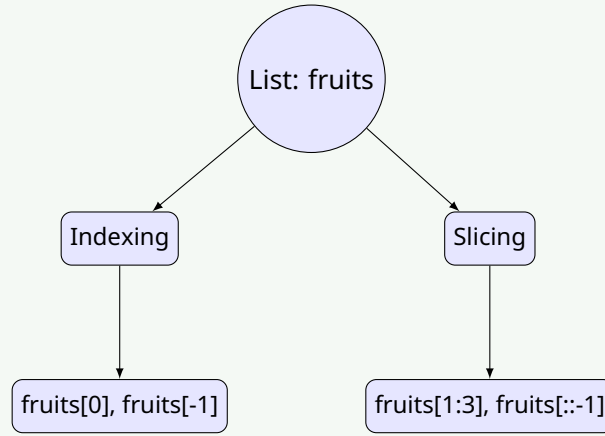 List: fruits
Indexing
Slicing
fruits[0], fruits[-1]
fruits[1:3], fruits[::-1]